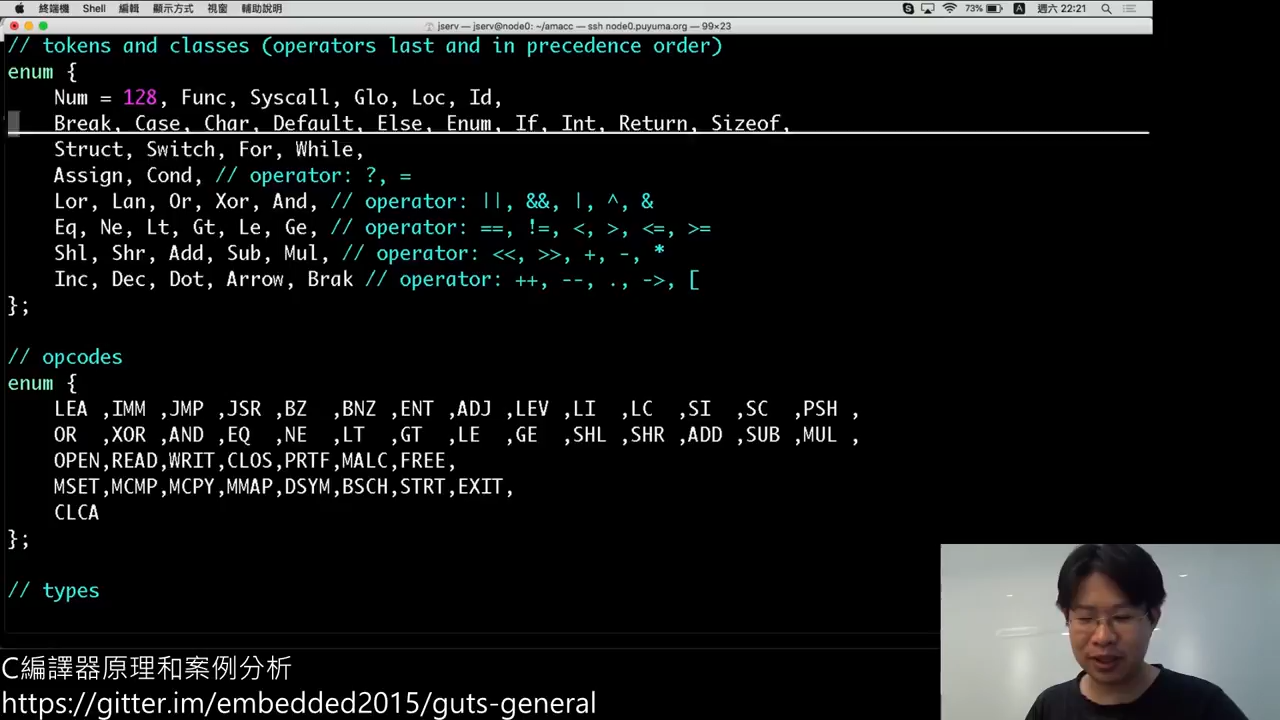 終端機 Shell 編輯 顯示方式 視窗 輔助說明 73% A 週六 22:21
jserv — jserv@node0: ~/amacc — ssh node0.puyuma.org — 99×23
// tokens and classes (operators last and in precedence order)
enum {
Num = 128, Func, Syscall, Glo, Loc, Id,
Break, Case, Char, Default, Else, Enum, If, Int, Return, Sizeof,
Struct, Switch, For, While,
Assign, Cond, // operator: ?, =
Lor, Lan, Or, Xor, And, // operator: ||, &&, |, ^, &
Eq, Ne, Lt, Gt, Le, Ge, // operator: ==, !=, <, >, <=, >=
Shl, Shr, Add, Sub, Mul, // operator: <<, >>, +, -, *
Inc, Dec, Dot, Arrow, Brak // operator: ++, --, ., ->, [
};
// opcodes
enum {
LEA ,IMM ,JMP ,JSR ,BZ ,BNZ ,ENT ,ADJ ,LEV ,LI ,LC ,SI ,SC ,PSH ,
OR ,XOR ,AND ,EQ ,NE ,LT ,GT ,LE ,GE ,SHL ,SHR ,ADD ,SUB ,MUL ,
OPEN,READ,WRIT,CLOS,PRTF,MALC,FREE,
MSET,MCMP,MCPY,MMAP,DSYM,BSCH,STRT,EXIT,
CLCA
};
// types
C編譯器原理和案例分析
https://gitter.im/embedded2015/guts-general